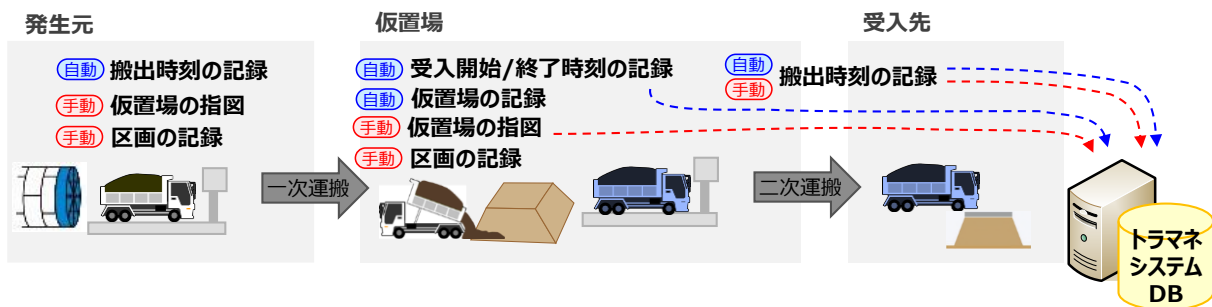 発生元
自動 搬出時刻の記録
手動 仮置場の指図
手動 区画の記録
一次運搬
仮置場
自動 受入開始/終了時刻の記録
自動 仮置場の記録
手動 仮置場の指図
手動 区画の記録
二次運搬
受入先
自動
手動
搬出時刻の記録
トラマネ
システム
DB